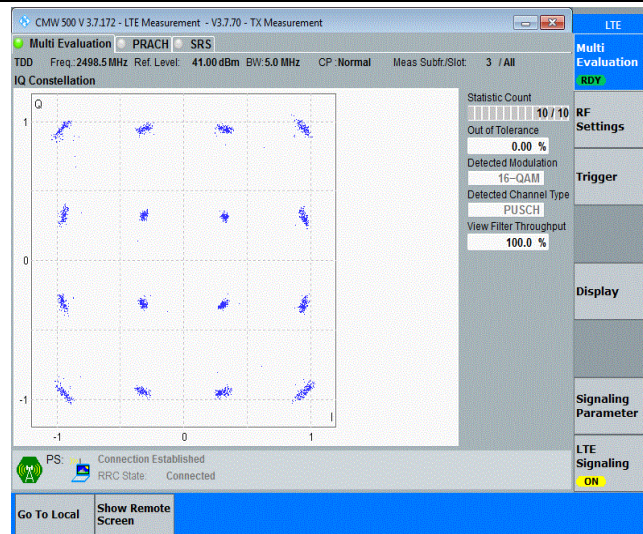 CMW 500 V 3.7.172 - LTE Measurement - V3.7.70 - TX Measurement
LTE
Multi Evaluation PRACH SRS
TDD Freg.: 2498.5 MHz Ref. Level: 41.00 dBm BW: 5.0 MHz CP : Normal Meas Subfr./Slot: 3 / All
IQ Constellation
Q
1
0
-1
-1 0 1
I
Statistic Count
10 / 10
Out of Tolerance
0.00 %
Detected Modulation
16-QAM
Detected Channel Type
PUSCH
View Filter Throughput
100.0 %
Multi
Evaluation
RDY
RF
Settings
Trigger
Display
Signaling
Parameter
LTE
Signaling
ON
PS: Connection Established
RRC State: Connected
Go To Local
Show Remote
Screen